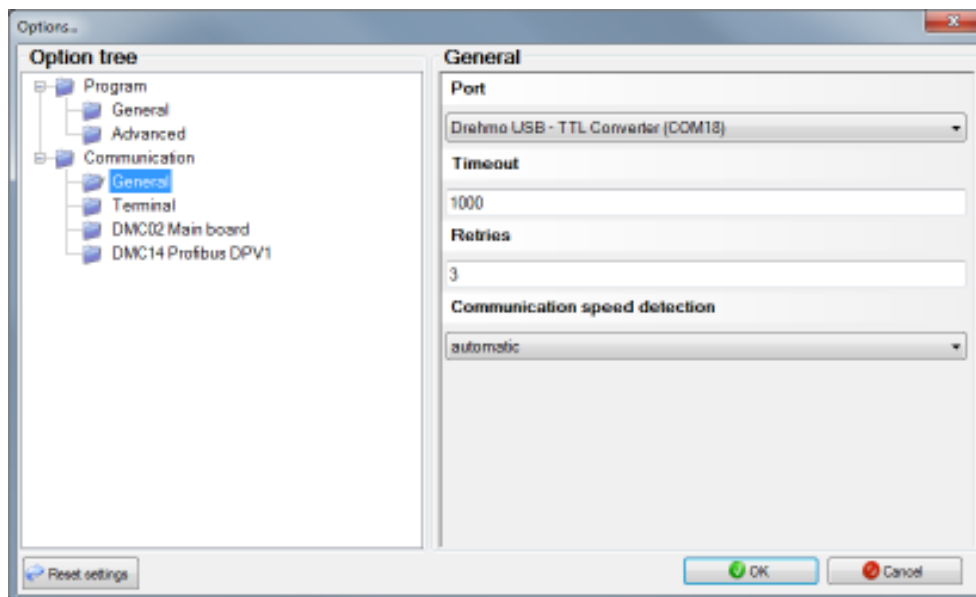 Options...
Option tree
Program
General
Advanced
Communication
General
Terminal
DMC02 Main board
DMC14 Profibus DPV1
General
Port
Drehmo USB - TTL Converter (COM18)
Timeout
1000
Retries
3
Communication speed detection
automatic
Reset settings
OK
Cancel